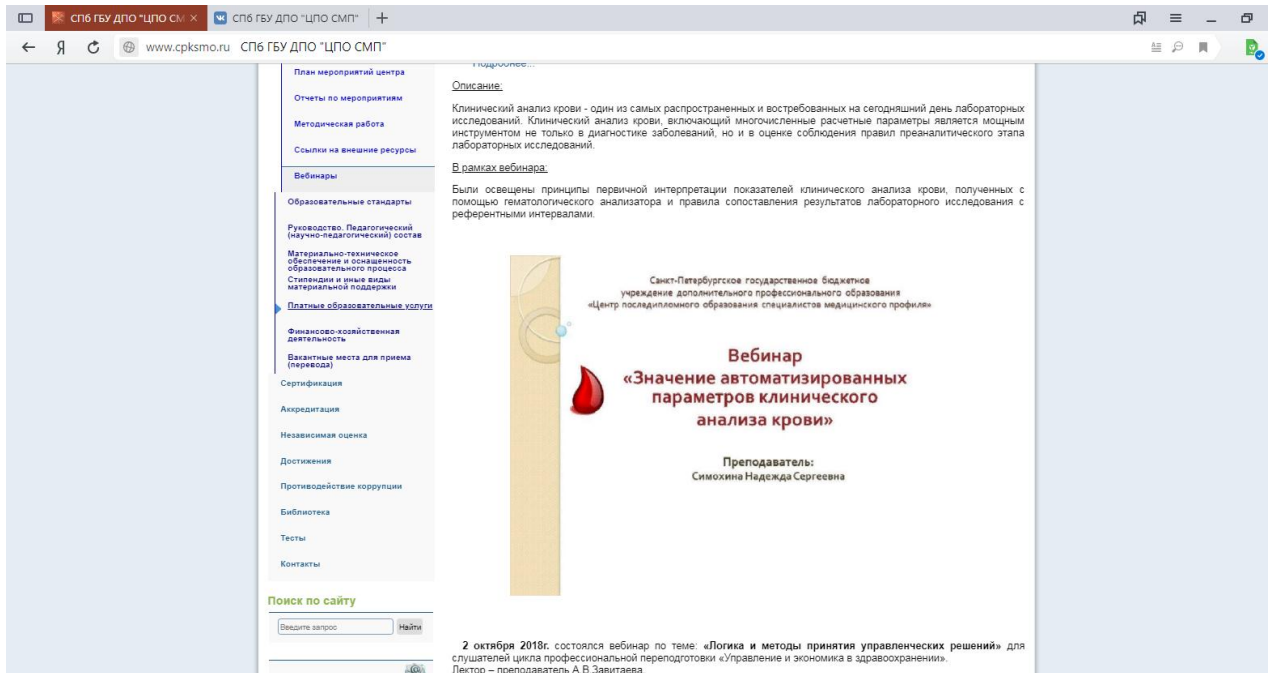 СПб ГБУ ДПО "ЦПО СМ
СПб ГБУ ДПО "ЦПО СМП"
www.cpksmo.ru СПб ГБУ ДПО "ЦПО СМП"
План мероприятий центра
Отчеты по мероприятиям
Методическая работа
Ссылки на внешние ресурсы
Вебинары
Образовательные стандарты
Руководство. Педагогический
(научно-педагогический) состав
Материально-техническое
обеспечение и оснащенность
образовательного процесса
Стипендии и иные виды
материальной поддержки
Платные образовательные услуги
Финансово-хозяйственная
деятельность
Вакантные места для приема
(перевода)
Сертификация
Аккредитация
Независимая оценка
Достижения
Противодействие коррупции
Библиотека
Тесты
Контакты
Поиск по сайту
Введите запрос
Найти
Подробнее...
Описание:
Клинический анализ крови - один из самых распространенных и востребованных на сегодняшний день лабораторных
исследований. Клинический анализ крови, включающий многочисленные расчетные параметры является мощным
инструментом не только в диагностике заболеваний, но и в оценке соблюдения правил преаналитического этапа
лабораторных исследований.
В рамках вебинара:
Были освещены принципы первичной интерпретации показателей клинического анализа крови, полученных с
помощью гематологического анализатора и правила сопоставления результатов лабораторного исследования с
референтными интервалами.
Санкт-Петербургское государственное бюджетное
учреждение дополнительного профессионального образования
«Центр последипломного образования специалистов медицинского профиля»
Вебинар
«Значение автоматизированных
параметров клинического
анализа крови»
Преподаватель:
Симохина Надежда Сергеевна
2 октября 2018г. состоялся вебинар по теме: «Логика и методы принятия управленческих решений» для
слушателей цикла профессиональной переподготовки «Управление и экономика в здравоохранении».
Лектор – преподаватель А.В.Завитаева.